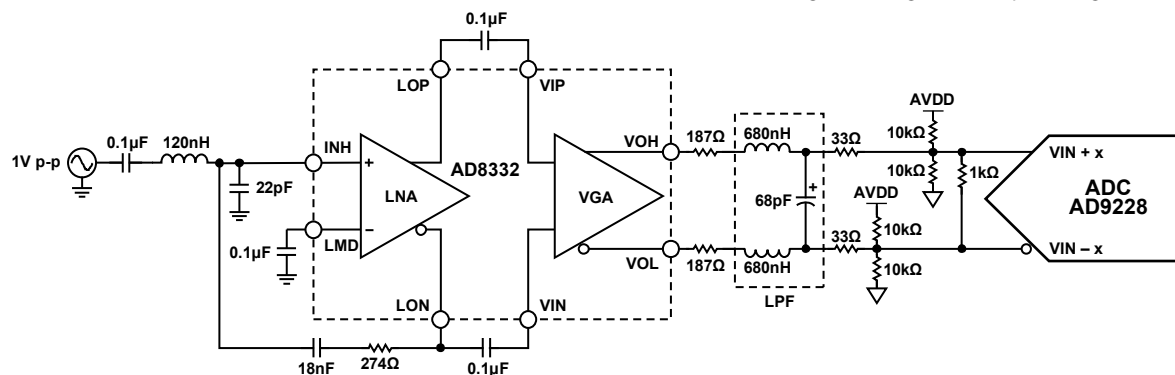 0.1µF
LOP
VIP
AVDD
1V p-p
0.1µF
120nH
INH
+
AD8332
LNA
VOH
187Ω
680nH
33Ω
10kΩ
10kΩ
1kΩ
VIN + x
22pF
VGA
68pF
+
AVDD
ADC
AD9228
0.1µF
–
LMD
VOL
187Ω
680nH
33Ω
10kΩ
10kΩ
VIN – x
LPF
LON
VIN
18nF
274Ω
0.1µF